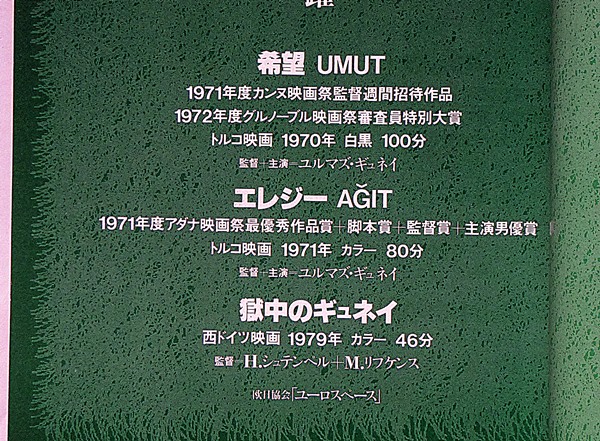 躍
希望 UMUT
1971年度カンヌ映画祭監督週間招待作品
1972年度グルノーブル映画祭審査員特別大賞
トルコ映画 1970年 白黒 100分
監督+主演=ユルマズ・ギュネイ
エレジー AĞIT
1971年度アダナ映画祭最優秀作品賞+脚本賞+監督賞+主演男優賞
トルコ映画 1971年 カラー 80分
監督+主演=ユルマズ・ギュネイ
獄中のギュネイ
西ドイツ映画 1979年 カラー 46分
監督=H.シュテンペル+M.リプケンス
欧日協会「ユーロスペース」